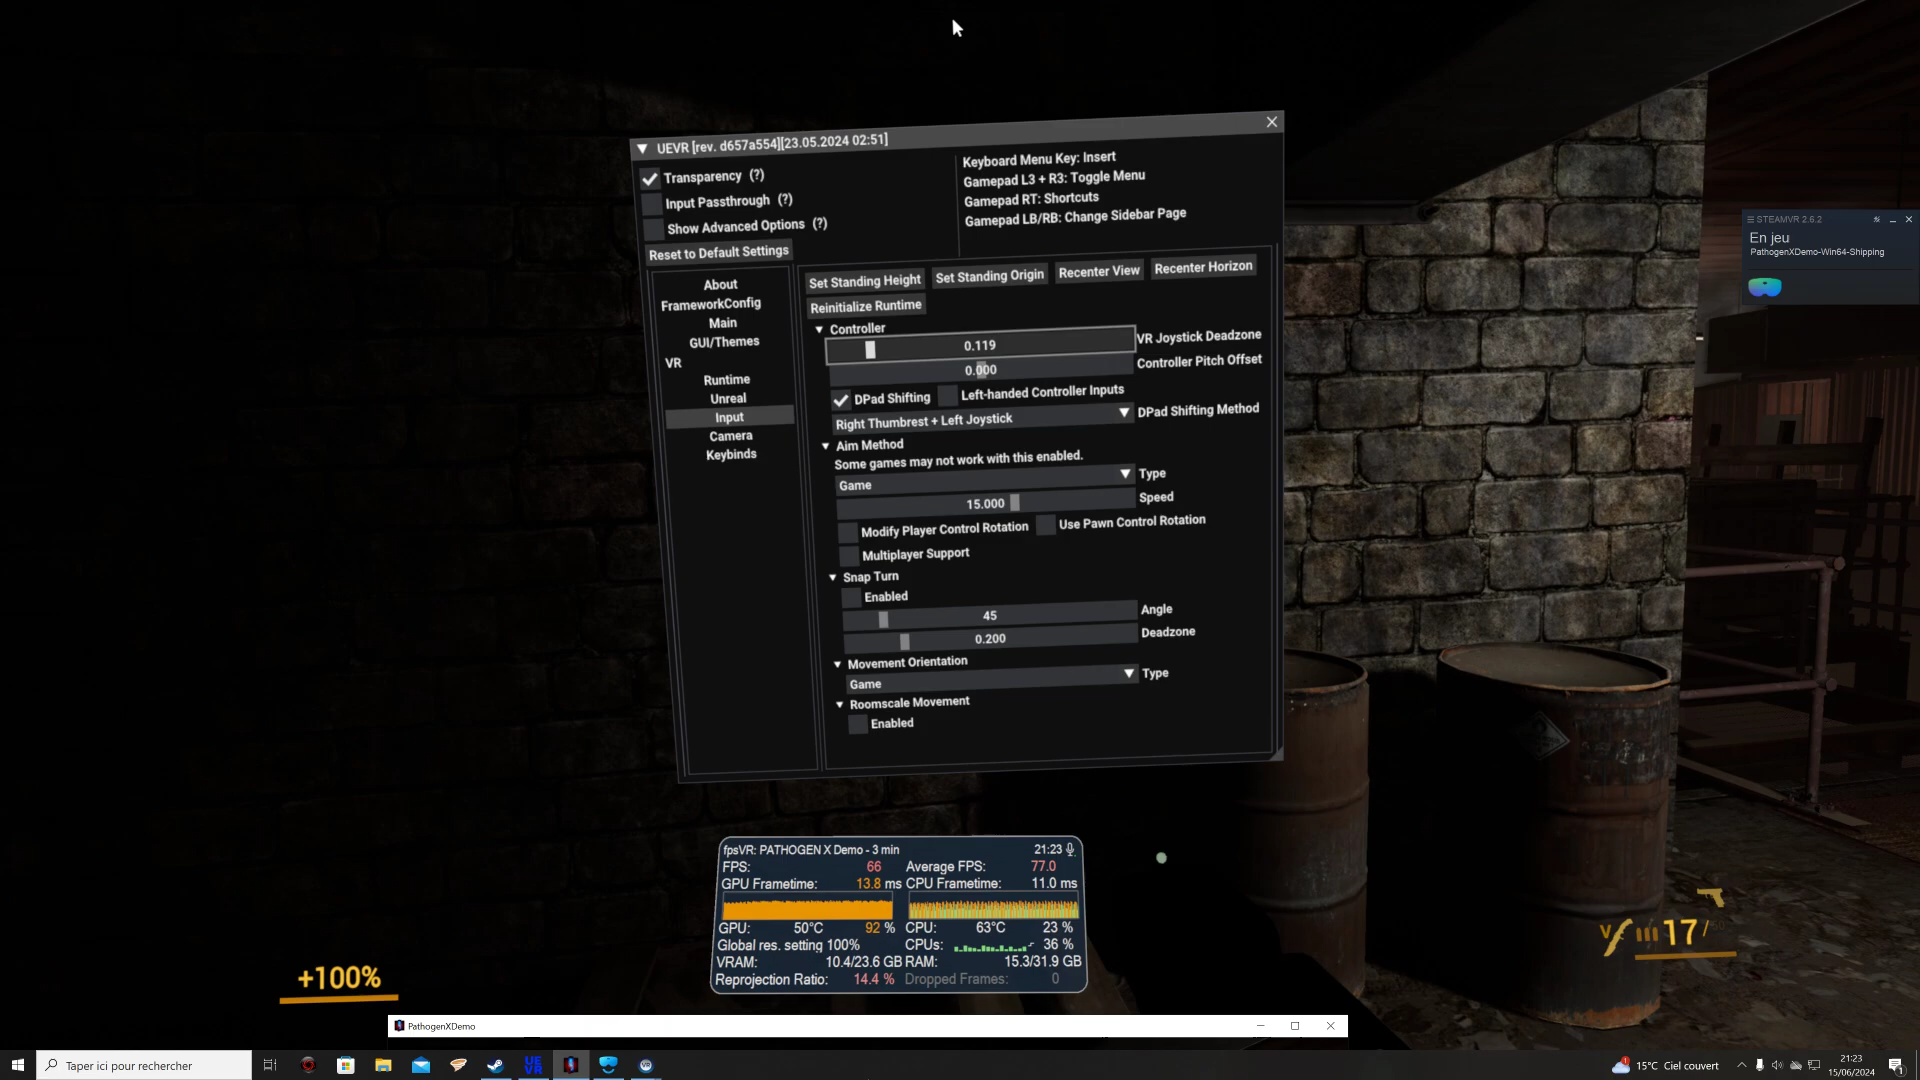 UEVR [rev. d657a554][23.05.2024 02:51]
Transparency (?)
Input Passthrough (?)
Show Advanced Options (?)
Reset to Default Settings
Keyboard Menu Key: Insert
Gamepad L3 + R3: Toggle Menu
Gamepad RT: Shortcuts
Gamepad LB/RB: Change Sidebar Page
About
FrameworkConfig
Main
GUI/Themes
VR
Runtime
Unreal
Input
Camera
Keybinds
Set Standing Height Set Standing Origin Recenter View Recenter Horizon
Reinitialize Runtime
Controller
0.119 VR Joystick Deadzone
0.000 Controller Pitch Offset
DPad Shifting Left-handed Controller Inputs
Right Thumbrest + Left Joystick DPad Shifting Method
Aim Method
Some games may not work with this enabled.
Game Type
15.000 Speed
Modify Player Control Rotation Use Pawn Control Rotation
Multiplayer Support
Snap Turn
Enabled
45 Angle
0.200 Deadzone
Movement Orientation
Game Type
Roomscale Movement
Enabled
STEAMVR 2.6.2
En jeu
PathogenXDemo-Win64-Shipping
fpsVR: PATHOGEN X Demo - 3 min 21:23
FPS: 66 Average FPS: 77.0
GPU Frametime: 13.8 ms CPU Frametime: 11.0 ms
GPU: 50°C 92 % CPU: 63°C 23 %
Global res. setting 100% CPUs: 36 %
VRAM: 10.4/23.6 GB RAM: 15.3/31.9 GB
Reprojection Ratio: 14.4 % Dropped Frames: 0
+100%
V 17/
PathogenXDemo
Taper ici pour rechercher
UE
VR
1
15°C Ciel couvert
21:23
15/06/2024
1